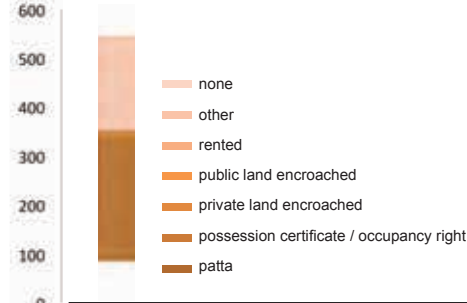 600
500
400
300
200
100
0
none
other
rented
public land encroached
private land encroached
possession certificate / occupancy right
patta